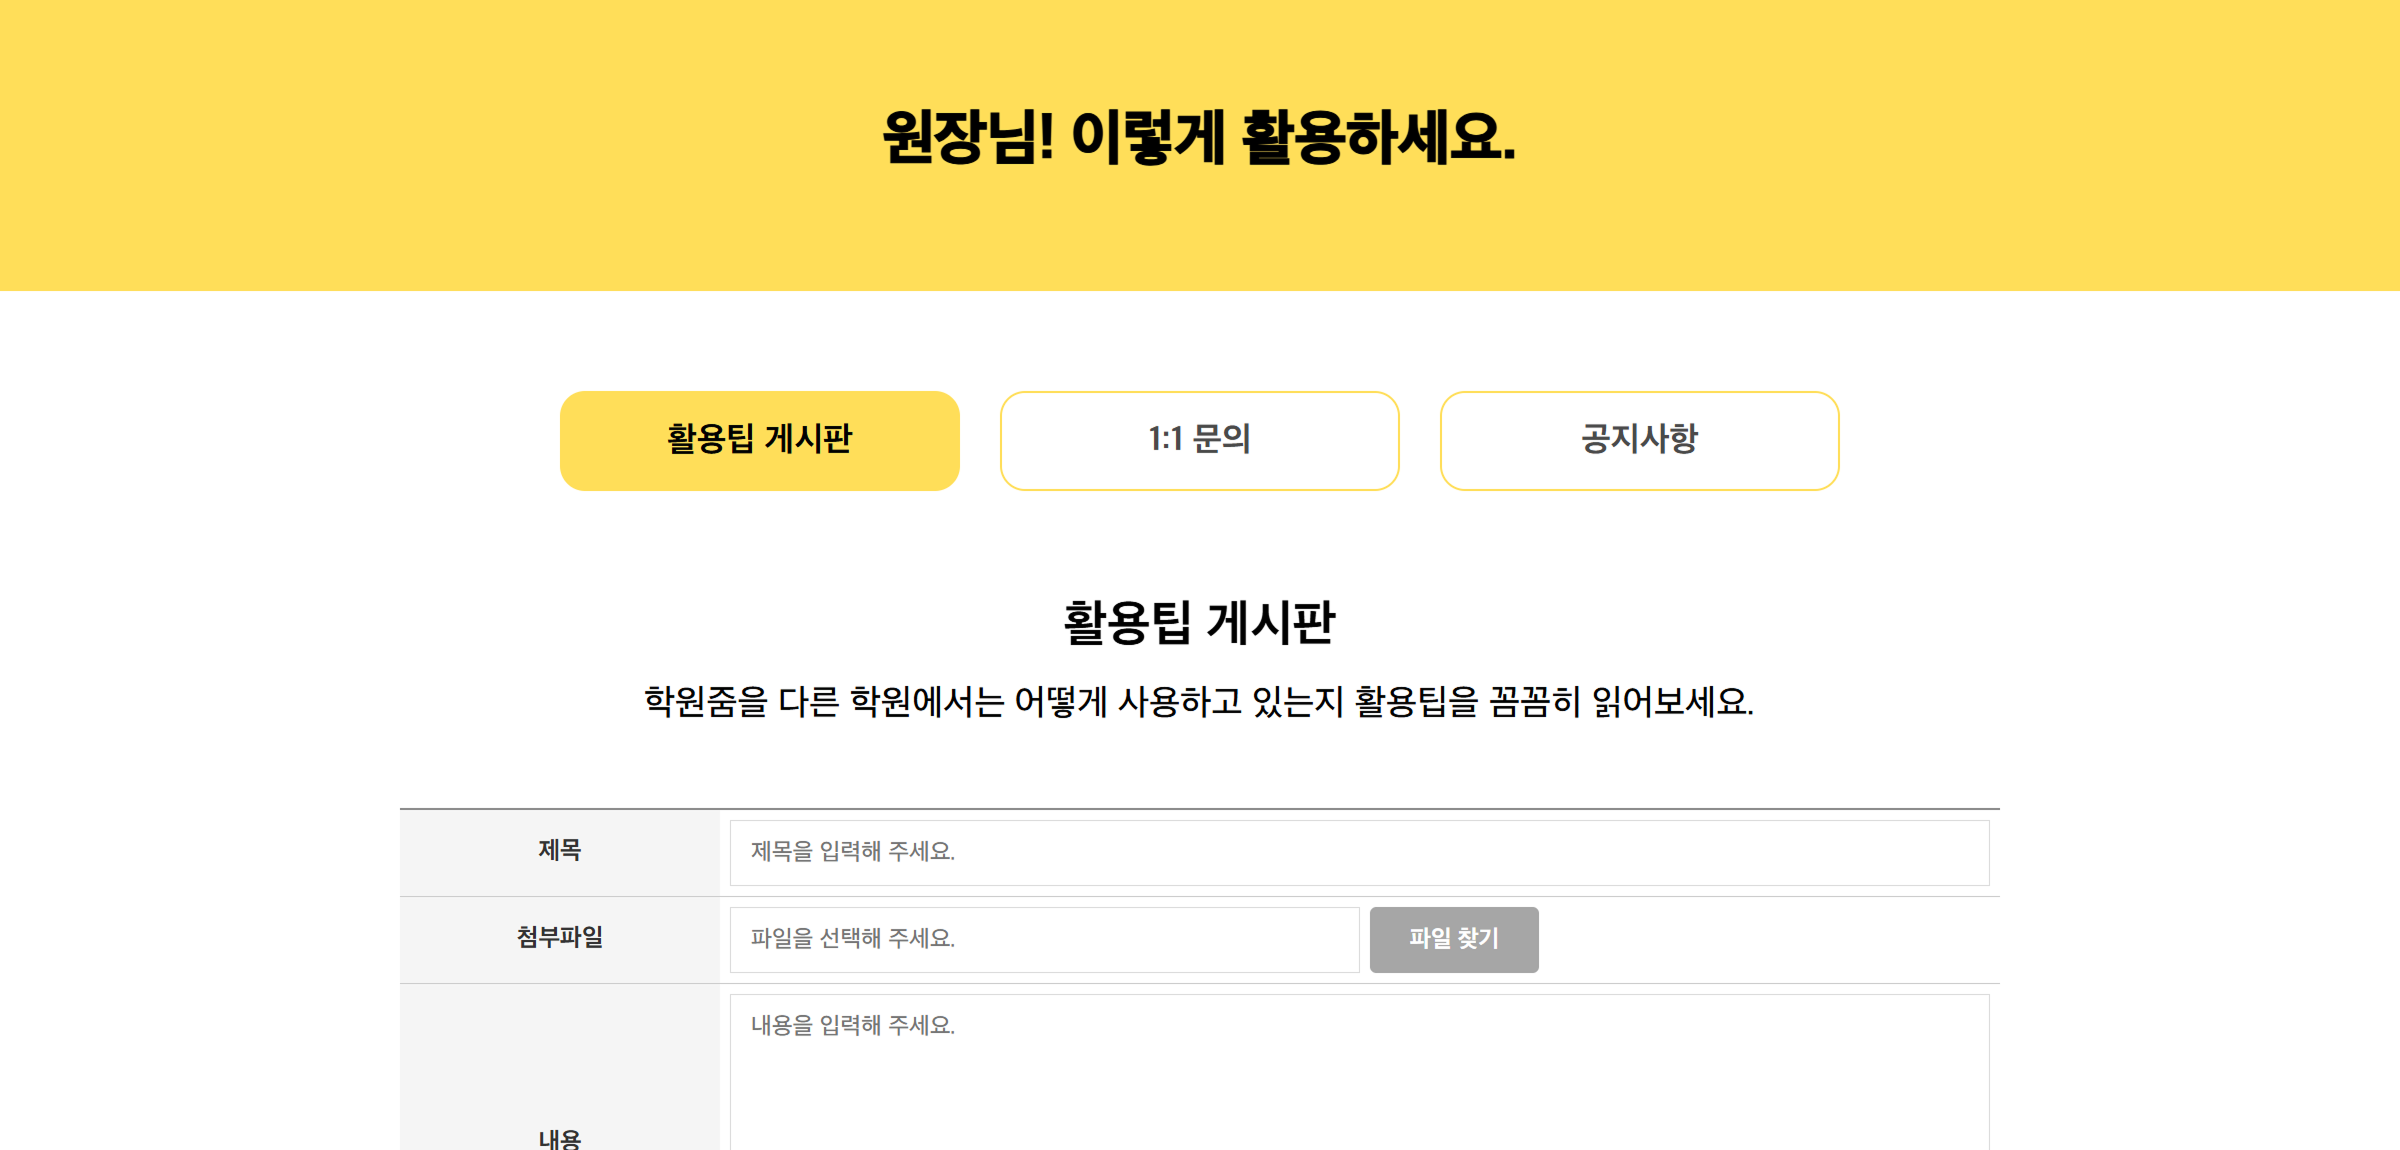 원장님! 이렇게 활용하세요.
활용팁 게시판
1:1 문의
공지사항
활용팁 게시판
학원줌을 다른 학원에서는 어떻게 사용하고 있는지 활용팁을 꼼꼼히 읽어보세요.
제목
제목을 입력해 주세요.
첨부파일
파일을 선택해 주세요.
파일 찾기
내용을 입력해 주세요.
내용